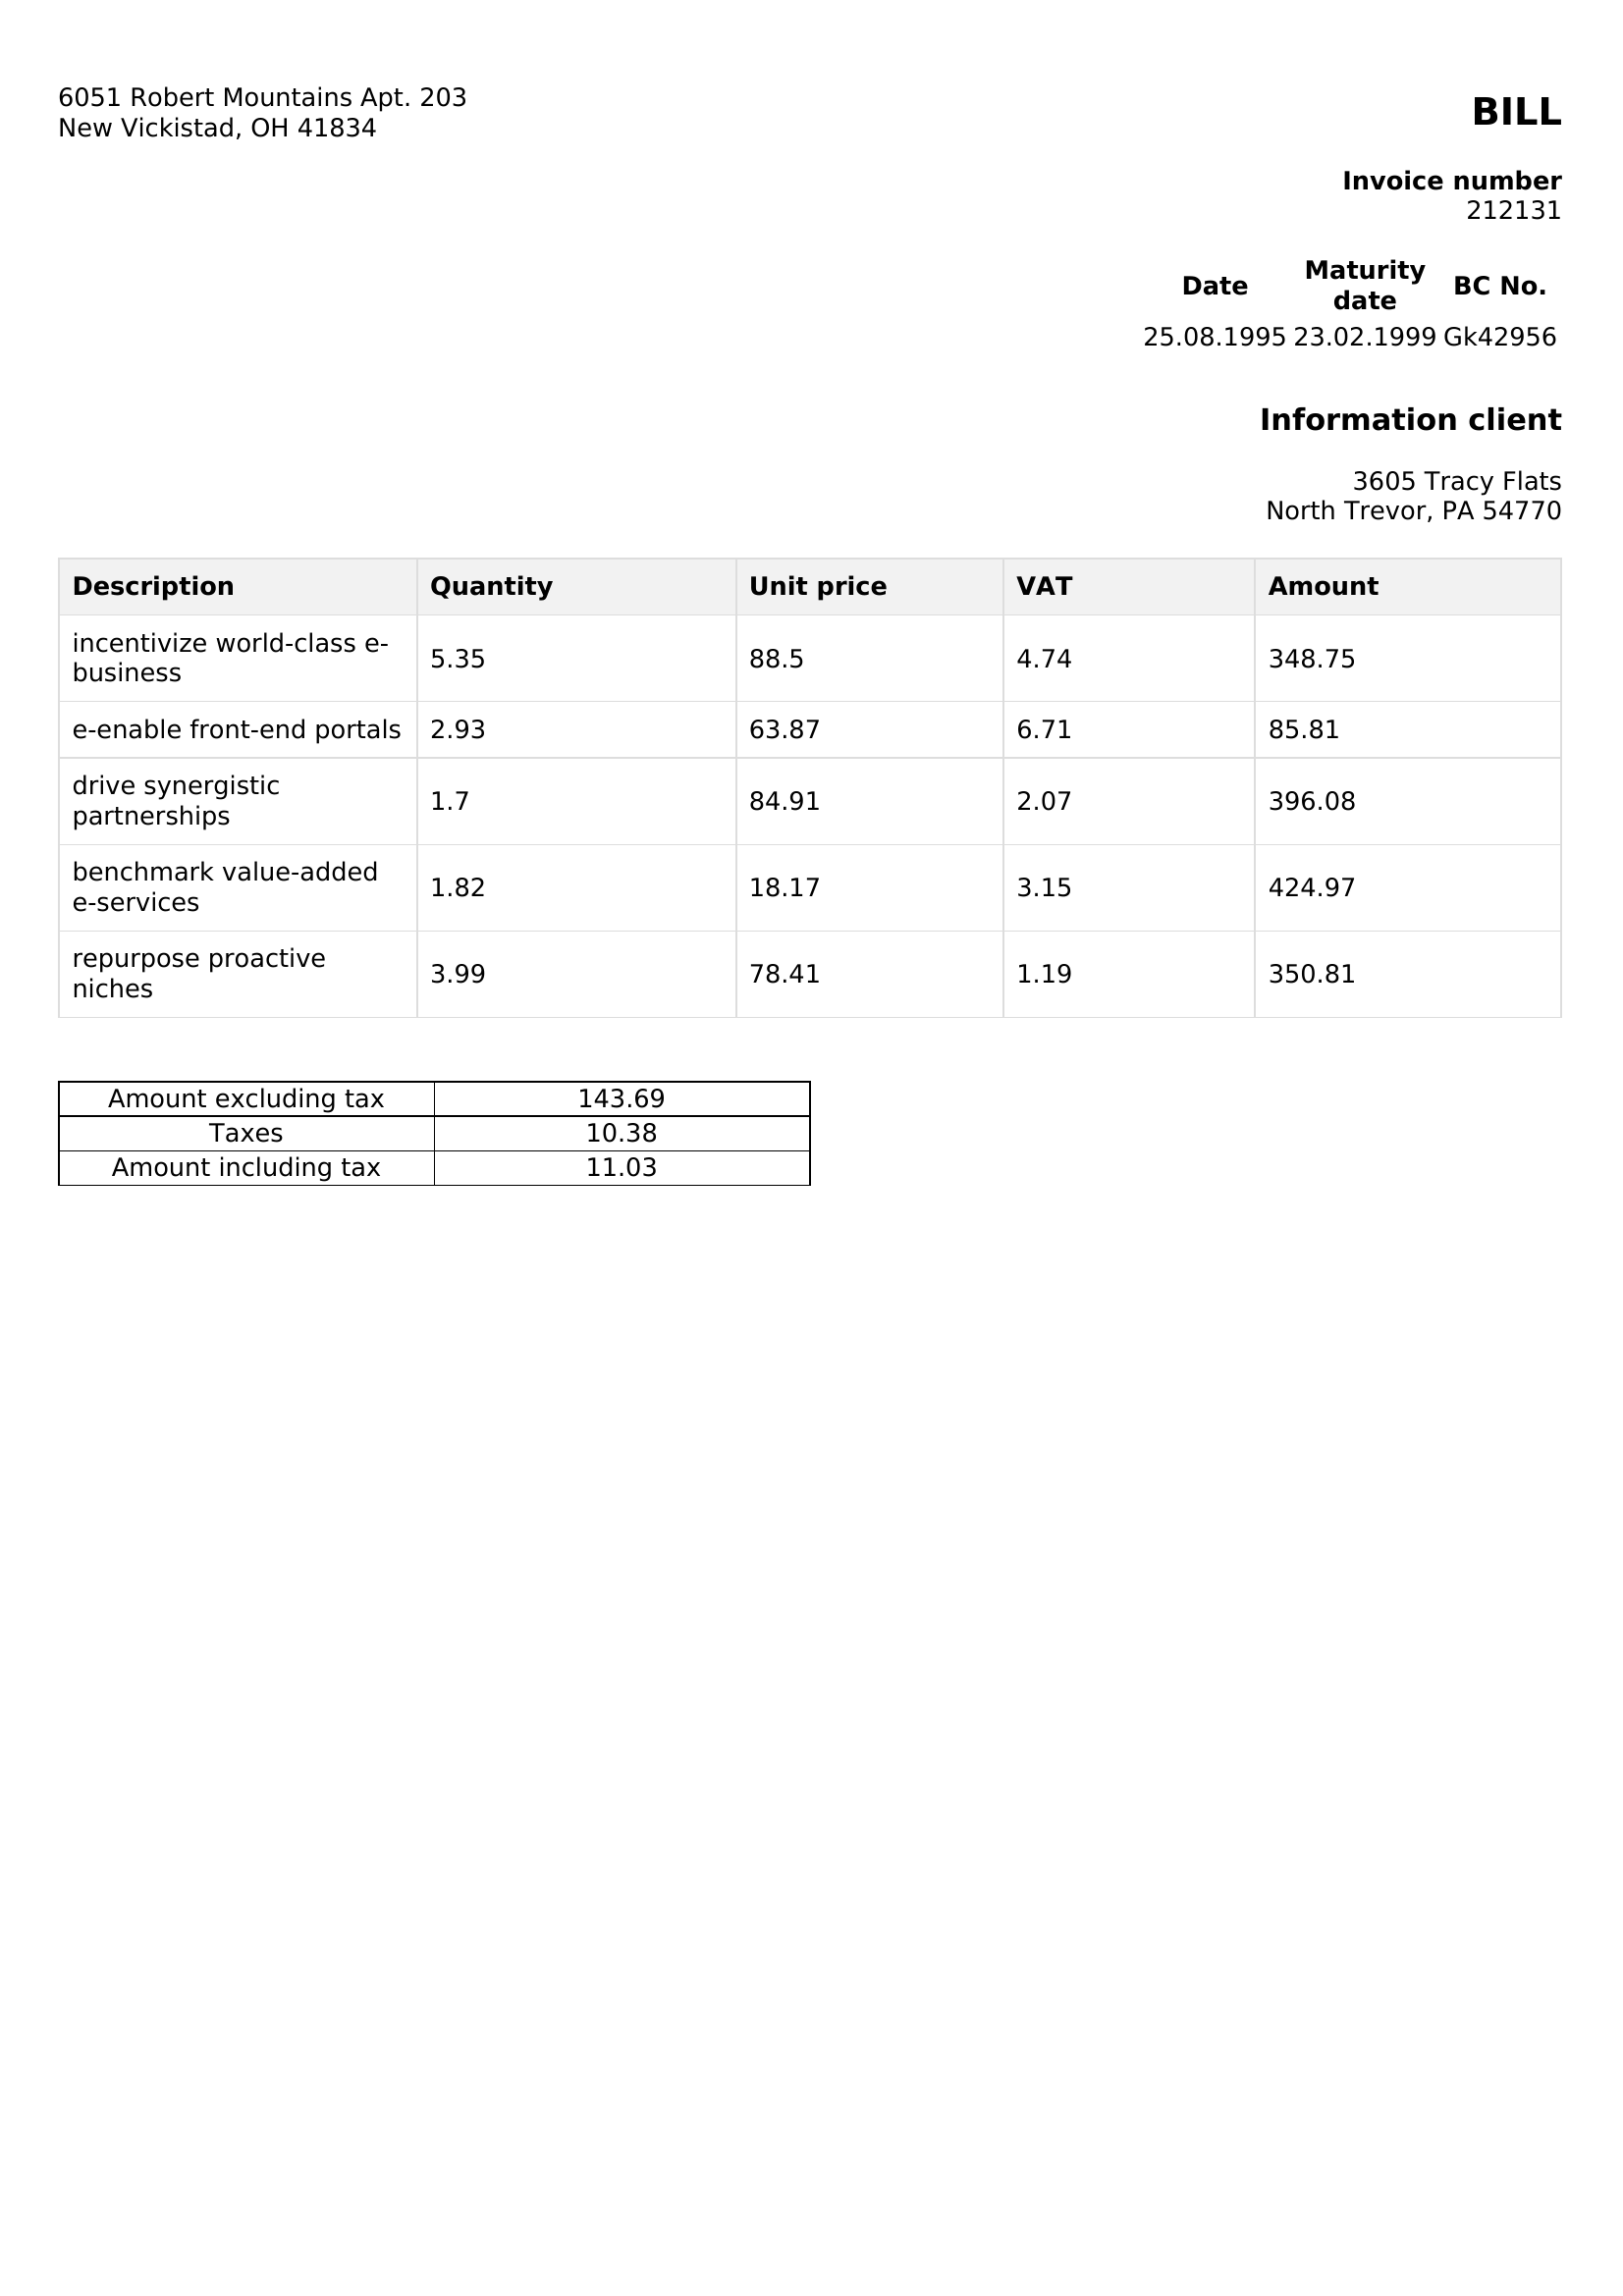 6051 Robert Mountains Apt. 203
New Vickistad, OH 41834
BILL
Invoice number
212131
Date Maturity date BC No.
25.08.1995 23.02.1999 Gk42956
Information client
3605 Tracy Flats
North Trevor, PA 54770
Description Quantity Unit price VAT Amount
incentivize world-class e-
business 5.35 88.5 4.74 348.75
e-enable front-end portals 2.93 63.87 6.71 85.81
drive synergistic
partnerships 1.7 84.91 2.07 396.08
benchmark value-added
e-services 1.82 18.17 3.15 424.97
repurpose proactive
niches 3.99 78.41 1.19 350.81
Amount excluding tax 143.69
Taxes 10.38
Amount including tax 11.03